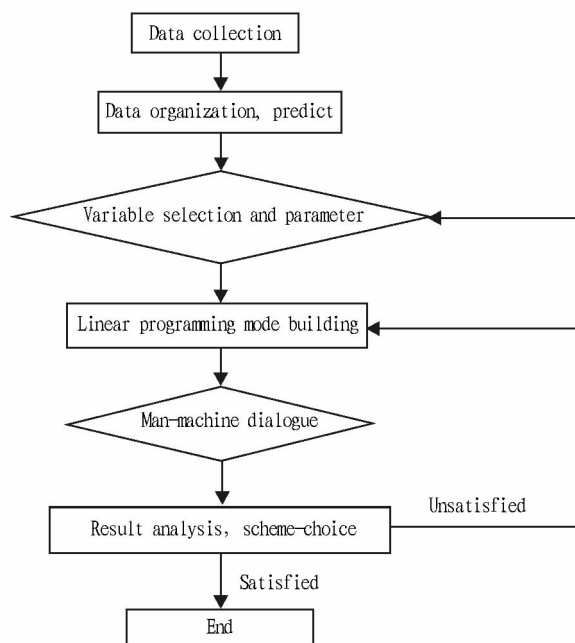 Data collection
Data organization, predict
Variable selection and parameter
Linear programming mode building
Man-machine dialogue
Unsatisfied
Result analysis, scheme-choice
Satisfied
End